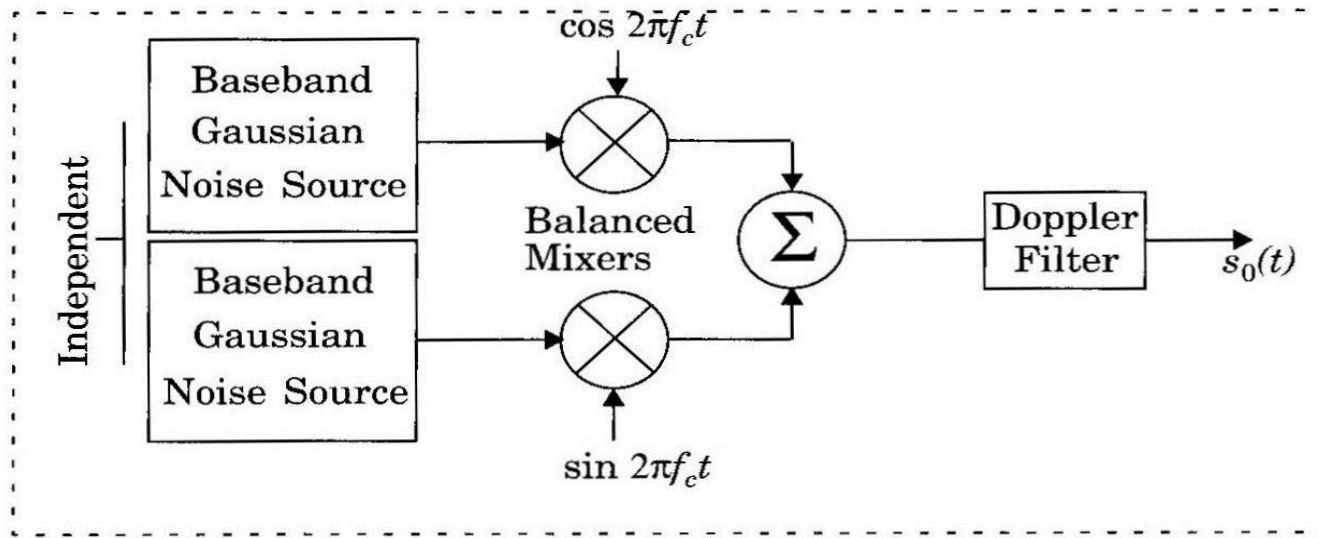 cos 2πf_c t
Baseband
Gaussian
Noise Source
Independent
Balanced
Mixers
Σ
Doppler
Filter
s_0(t)
Baseband
Gaussian
Noise Source
sin 2πf_c t